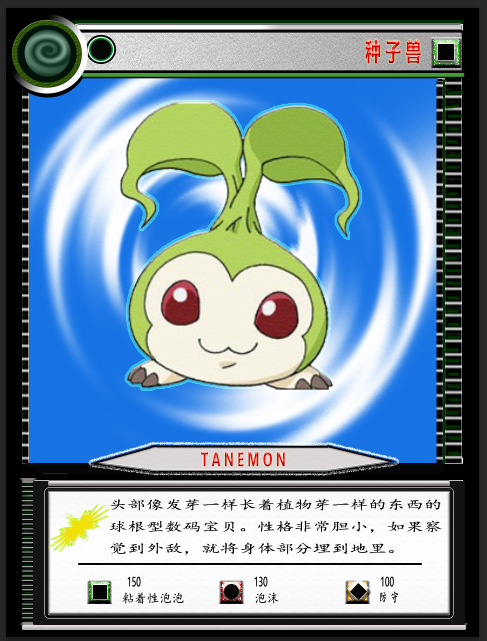 种子兽
TANEMON
头部像发芽一样长着植物芽一样的东西的
球根型数码宝贝。性格非常胆小，如果察
觉到外敌，就将身体部分埋到地里。
150
粘着性泡泡
130
泡沫
100
防守